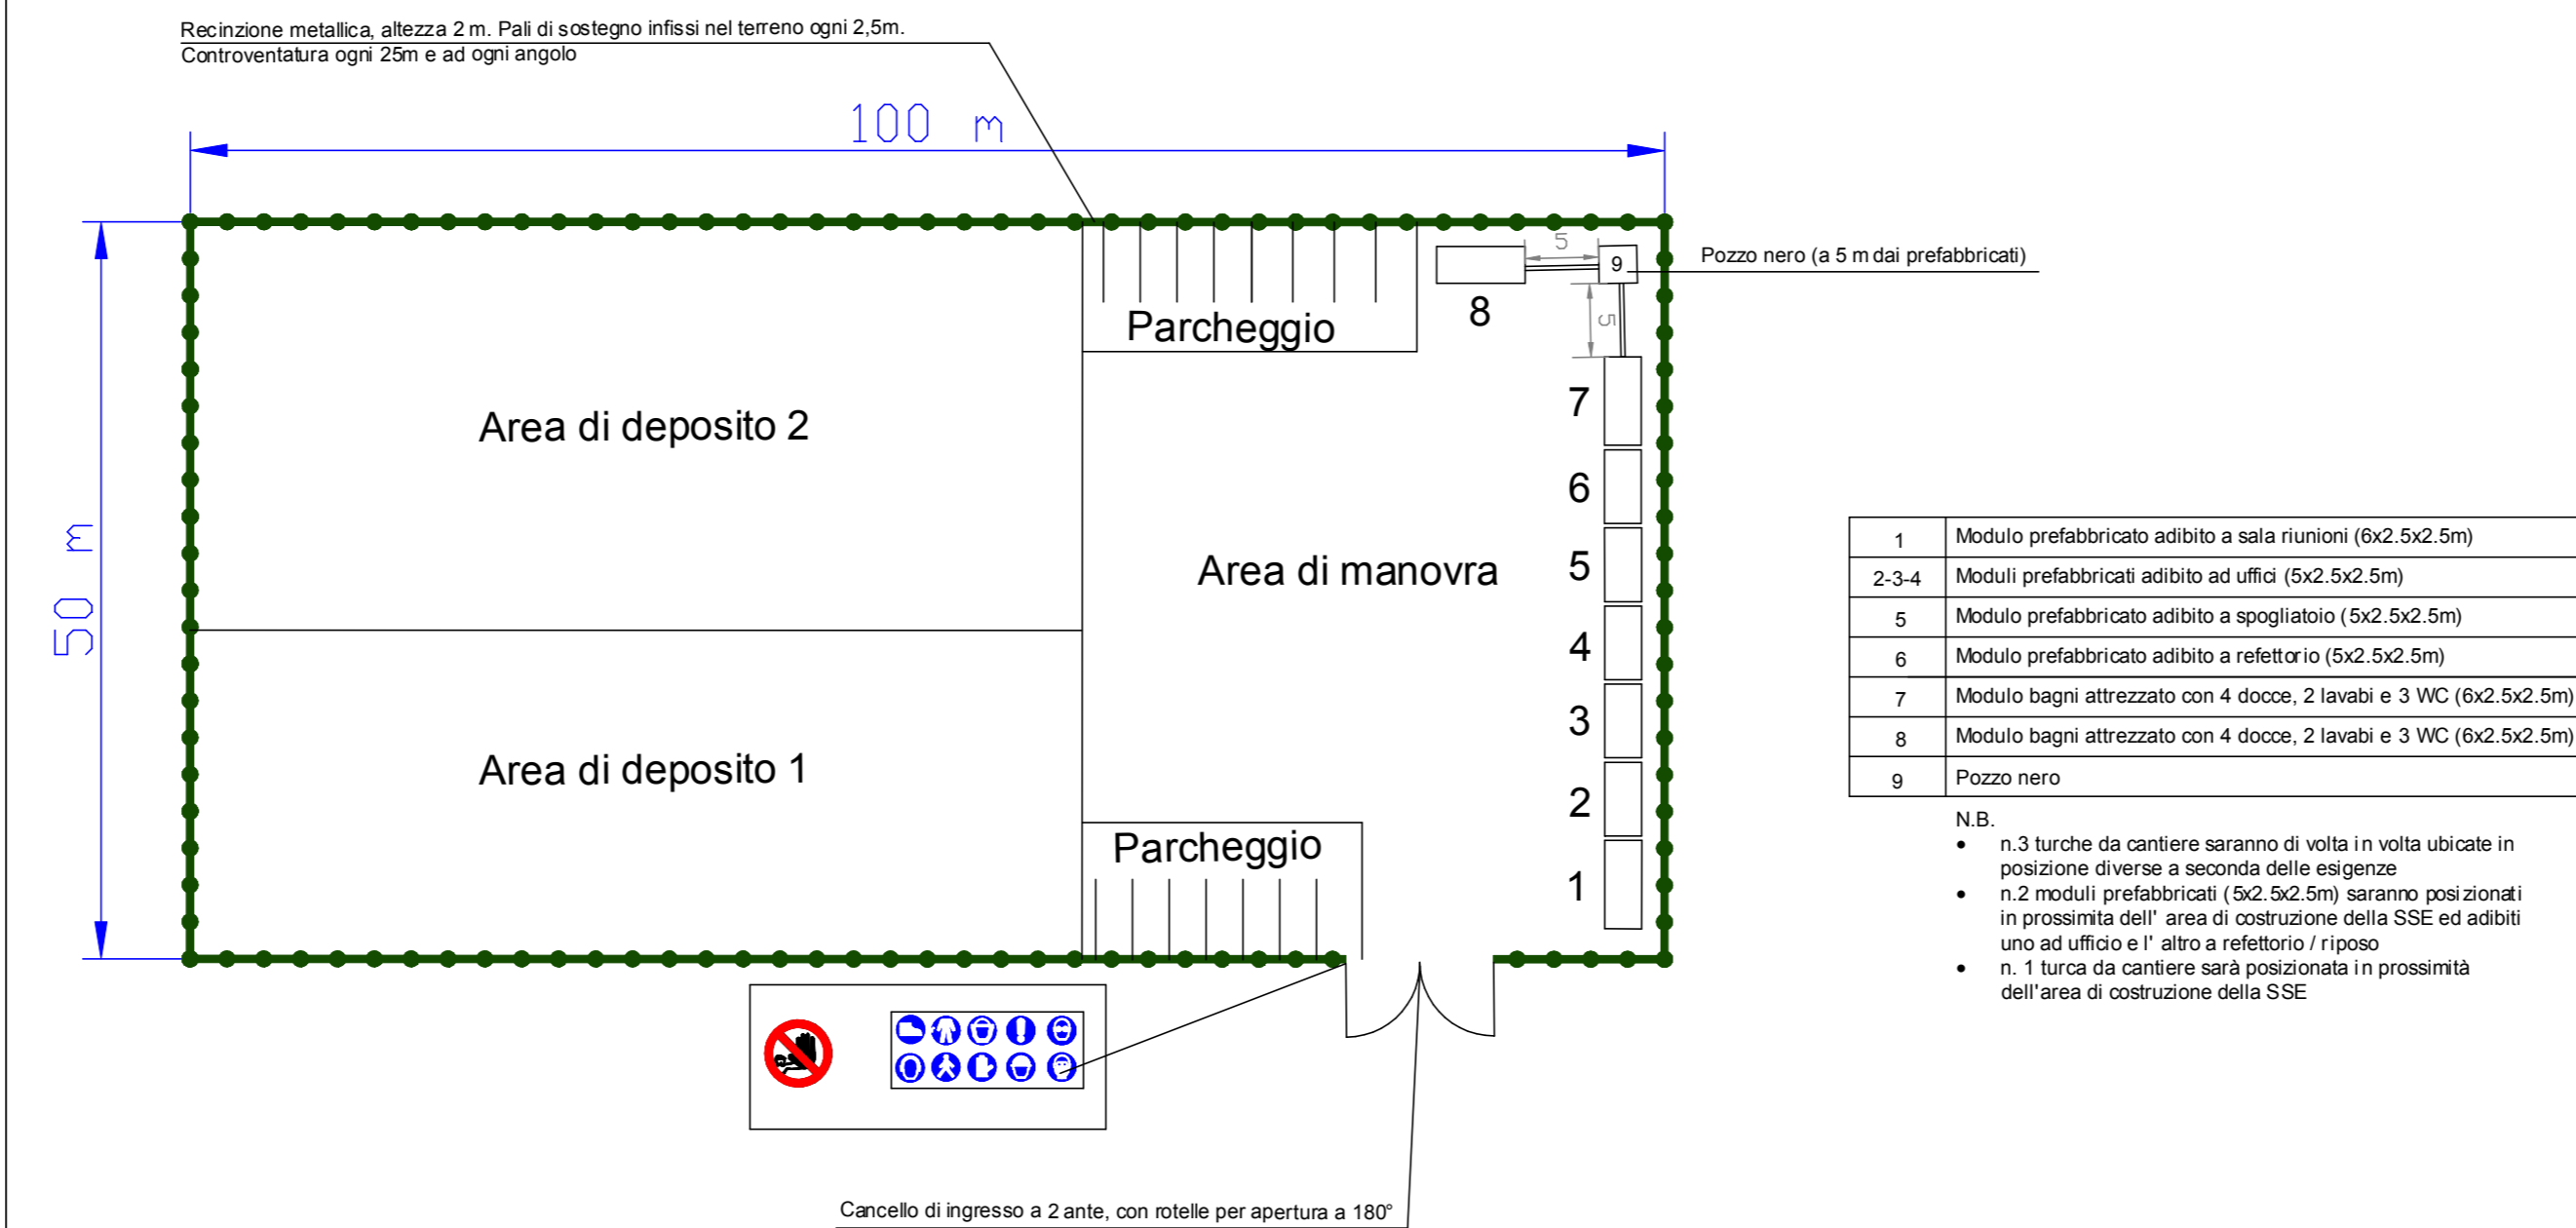 Recinzione metallica, altezza 2 m. Pali di sostegno infissi nel terreno ogni 2,5m.
Controventatura ogni 25m e ad ogni angolo
100 m
50 m
Parcheggio
5
9
Pozzo nero (a 5 m dai prefabbricati)
8
5
Area di deposito 2
7
6
Area di manovra
5
4
3
Area di deposito 1
2
Parcheggio
1
1 Modulo prefabbricato adibito a sala riunioni (6x2.5x2.5m)
2-3-4 Moduli prefabbricati adibito ad uffici (5x2.5x2.5m)
5 Modulo prefabbricato adibito a spogliatoio (5x2.5x2.5m)
6 Modulo prefabbricato adibito a refettorio (5x2.5x2.5m)
7 Modulo bagni attrezzato con 4 docce, 2 lavabi e 3 WC (6x2.5x2.5m)
8 Modulo bagni attrezzato con 4 docce, 2 lavabi e 3 WC (6x2.5x2.5m)
9 Pozzo nero
N.B.
• n.3 turche da cantiere saranno di volta in volta ubicate in
posizione diverse a seconda delle esigenze
• n.2 moduli prefabbricati (5x2.5x2.5m) saranno posizionati
in prossimita dell' area di costruzione della SSE ed adibiti
uno ad ufficio e l' altro a refettorio / riposo
• n. 1 turca da cantiere sarà posizionata in prossimità
dell'area di costruzione della SSE
Cancello di ingresso a 2 ante, con rotelle per apertura a 180°